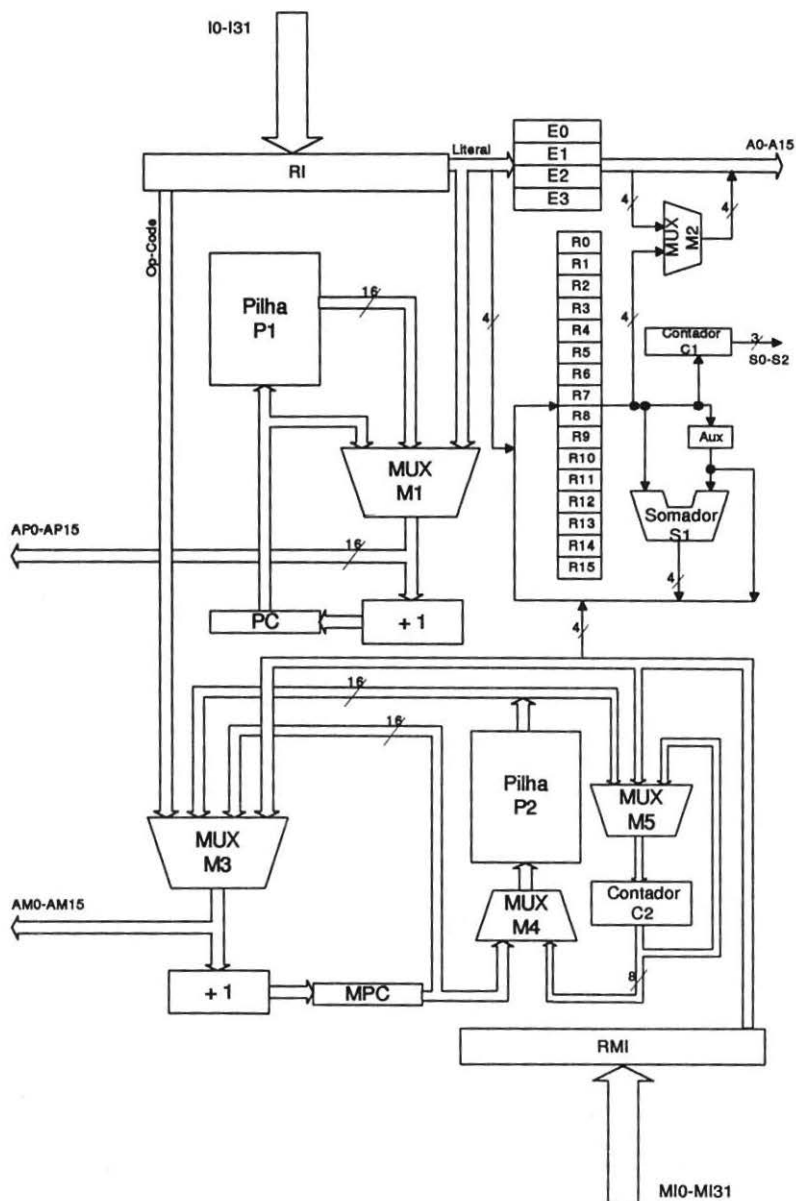 I0-I31
RI
Literal
Op-Code
E0
E1
E2
E3
A0-A15
4
MUX
M2
4
R0
R1
R2
R3
R4
R5
R6
R7
R8
R9
R10
R11
R12
R13
R14
R15
4
4
Contador
C1
3
S0-S2
Aux
Somador
S1
4
Pilha
P1
16
MUX
M1
AP0-AP15
16
PC
+ 1
4
16
16
Pilha
P2
MUX
M5
MUX
M3
Contador
C2
MUX
M4
AM0-AM15
8
+ 1
MPC
RMI
MI0-MI31